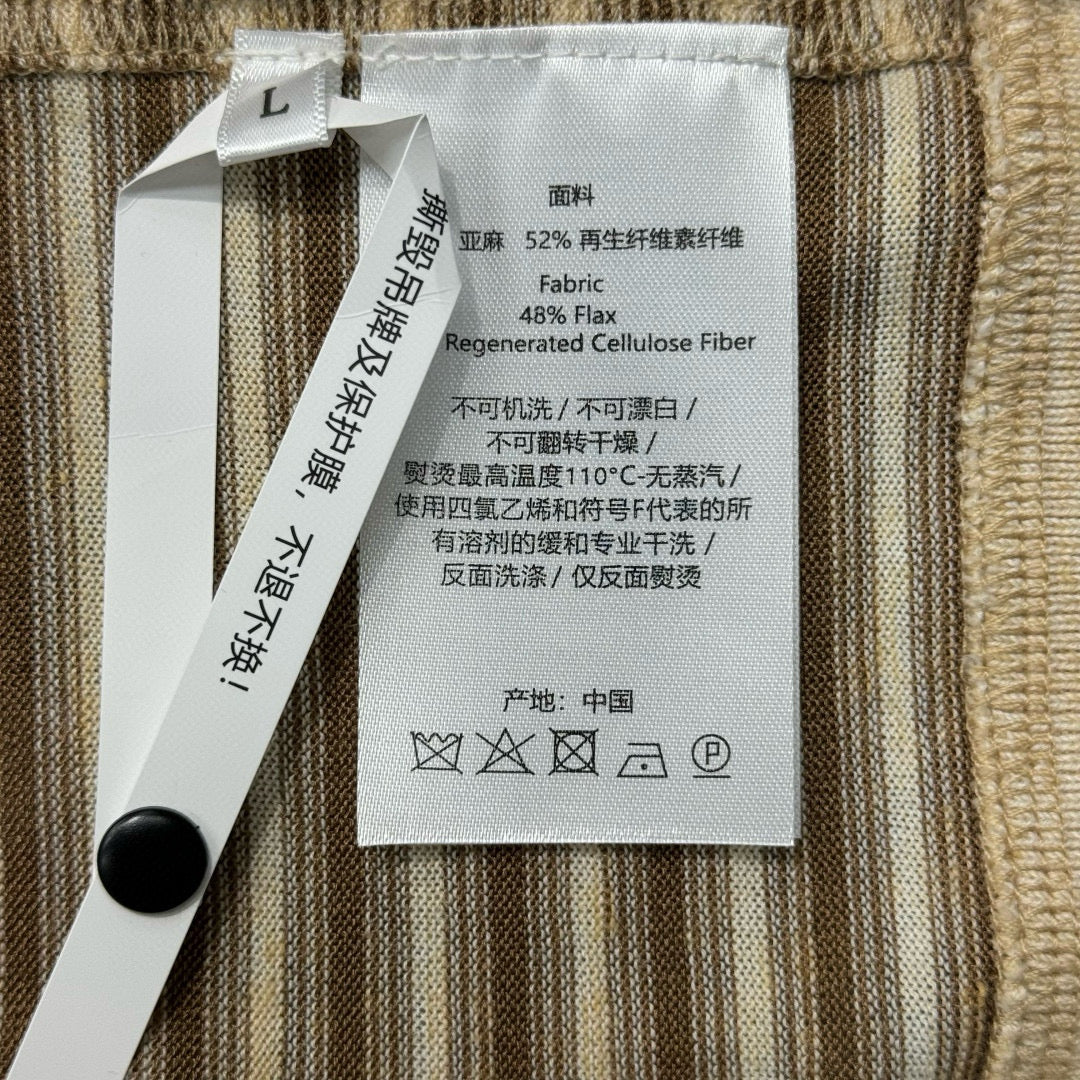 L
撕毁吊牌及保护膜，不退不换！
面料
亚麻 52% 再生纤维素纤维
Fabric
48% Flax
Regenerated Cellulose Fiber
不可机洗 / 不可漂白 /
不可翻转干燥 /
熨烫最高温度110°C-无蒸汽 /
使用四氯乙烯和符号F代表的所
有溶剂的缓和专业干洗 /
反面洗涤 / 仅反面熨烫
产地：中国
P